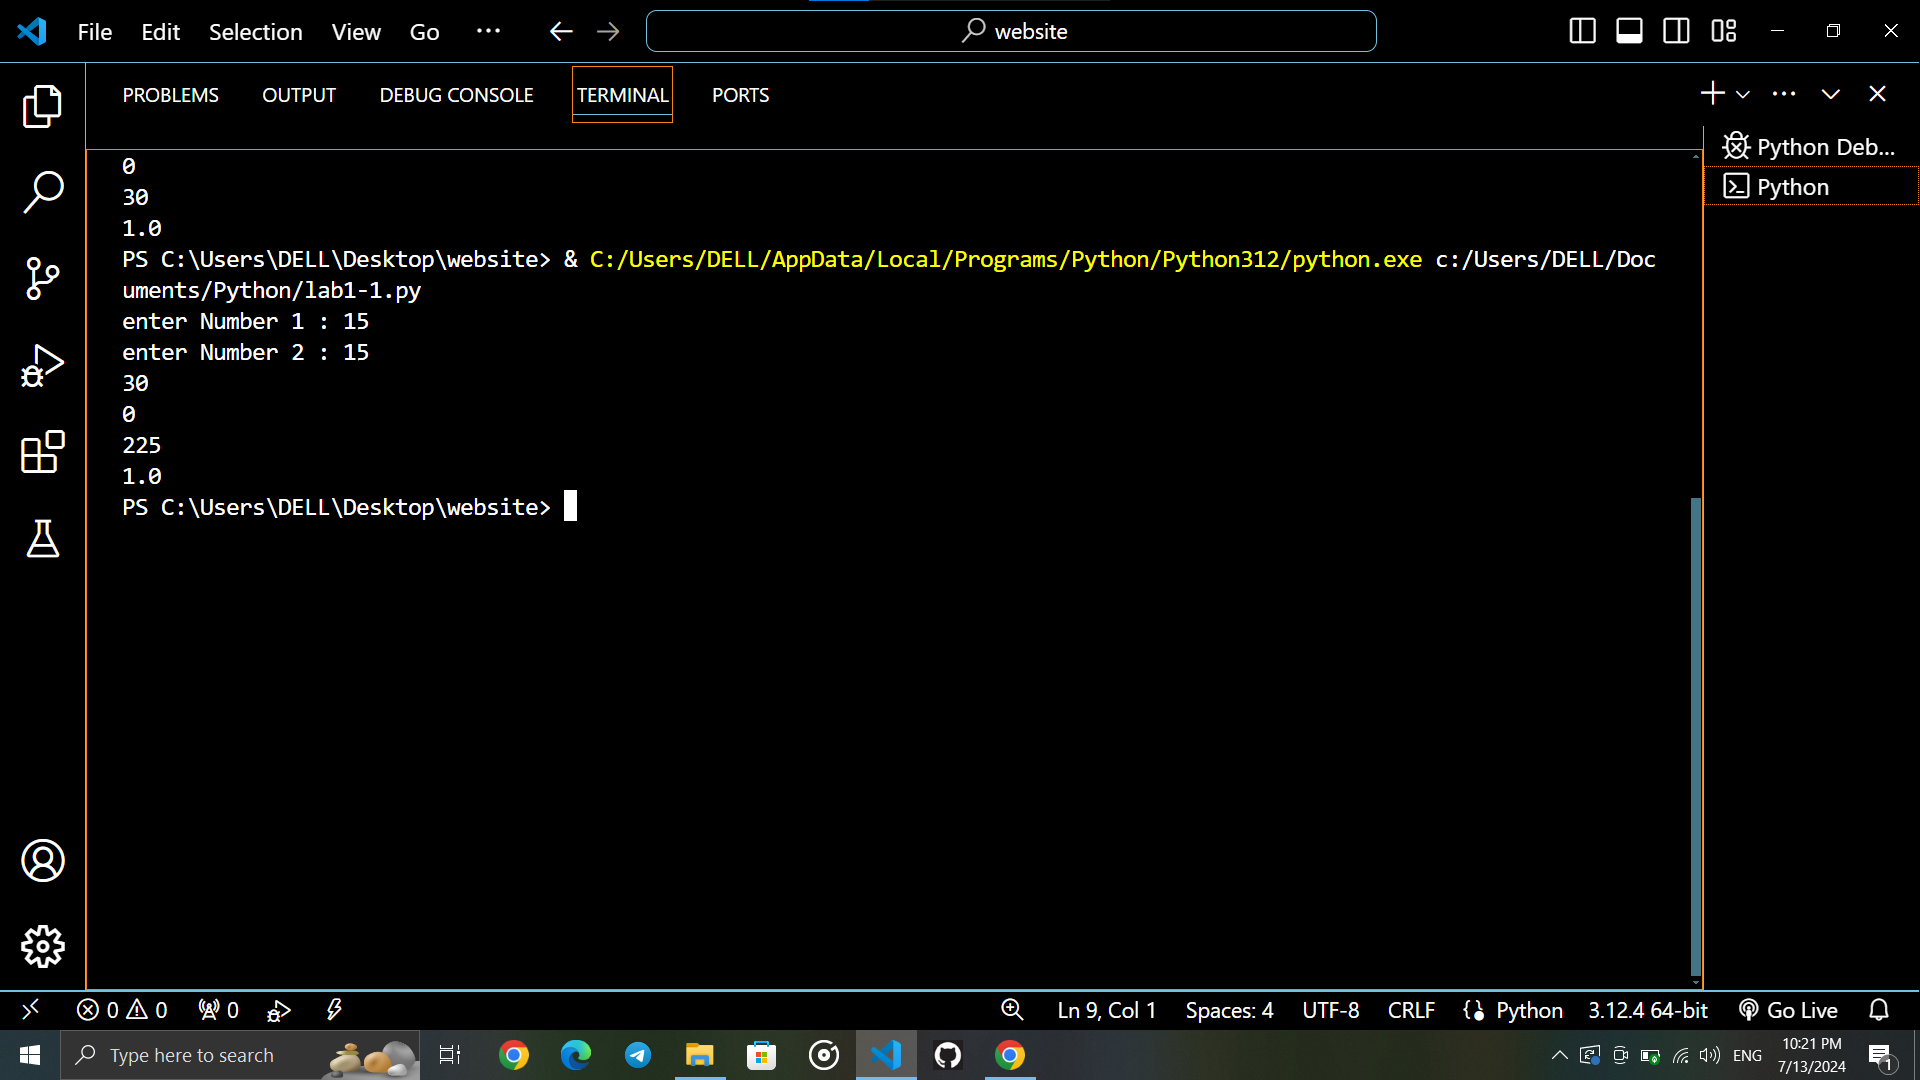 File Edit Selection View Go ··· website
PROBLEMS OUTPUT DEBUG CONSOLE TERMINAL PORTS
Python Deb...
Python
0
30
1.0
PS C:\Users\DELL\Desktop\website> & C:/Users/DELL/AppData/Local/Programs/Python/Python312/python.exe c:/Users/DELL/Doc
uments/Python/lab1-1.py
enter Number 1 : 15
enter Number 2 : 15
30
0
225
1.0
PS C:\Users\DELL\Desktop\website>
0 0 0 Ln 9, Col 1 Spaces: 4 UTF-8 CRLF Python 3.12.4 64-bit Go Live
Type here to search ENG 10:21 PM
7/13/2024 1